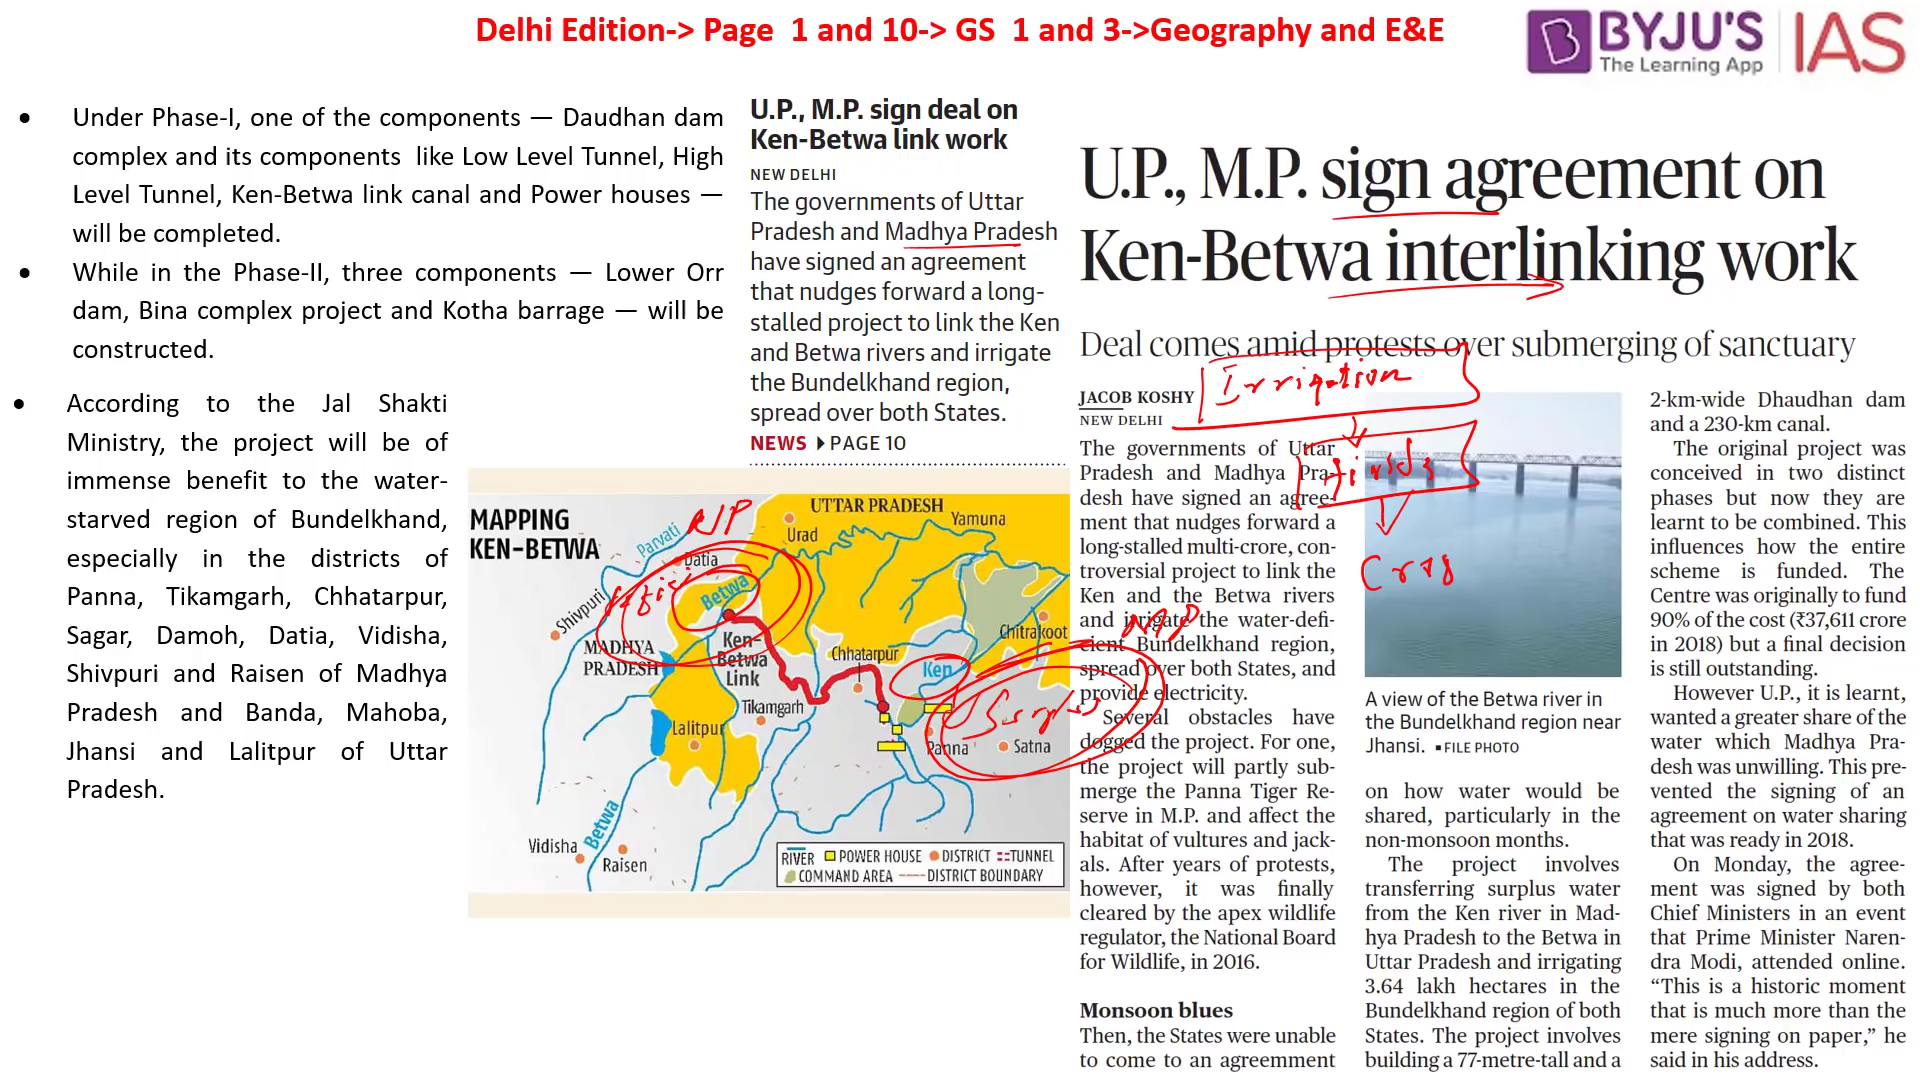 Delhi Edition-> Page 1 and 10-> GS 1 and 3->Geography and E&E
BYJU'S
The Learning App
IAS
• Under Phase-I, one of the components — Daudhan dam
complex and its components like Low Level Tunnel, High
Level Tunnel, Ken-Betwa link canal and Power houses —
will be completed.
• While in the Phase-II, three components — Lower Orr
dam, Bina complex project and Kotha barrage — will be
constructed.
• According to the Jal Shakti
Ministry, the project will be of
immense benefit to the water-
starved region of Bundelkhand,
especially in the districts of
Panna, Tikamgarh, Chhatarpur,
Sagar, Damoh, Datia, Vidisha,
Shivpuri and Raisen of Madhya
Pradesh and Banda, Mahoba,
Jhansi and Lalitpur of Uttar
Pradesh.
U.P., M.P. sign deal on
Ken-Betwa link work
NEW DELHI
The governments of Uttar
Pradesh and Madhya Pradesh
have signed an agreement
that nudges forward a long-
stalled project to link the Ken
and Betwa rivers and irrigate
the Bundelkhand region,
spread over both States.
NEWS PAGE 10
MAPPING
KEN-BETWA
UTTAR PRADESH
Yamuna
Urad
Parvati
Datia
Betwa
Shivpuri
MADHYA
PRADESH
Ken-
Betwa
Link
Chhatarpur
Ken
Chitrakoot
Tikamgarh
Lalitpur
Panna
Satna
Betwa
Vidisha
Raisen
RIVER POWER HOUSE DISTRICT TUNNEL
COMMAND AREA DISTRICT BOUNDARY
U/P
MP
Surplus
U.P., M.P. sign agreement on
Ken-Betwa interlinking work
Deal comes amid protests over submerging of sanctuary
Irrigation
JACOB KOSHY
NEW DELHI
The governments of Uttar
Pradesh and Madhya Pra-
desh have signed an agree-
ment that nudges forward a
long-stalled multi-crore, con-
troversial project to link the
Ken and the Betwa rivers
and irrigate the water-defi-
cient Bundelkhand region,
spread over both States, and
provide electricity.
Several obstacles have
dogged the project. For one,
the project will partly sub-
merge the Panna Tiger Re-
serve in M.P. and affect the
habitat of vultures and jack-
als. After years of protests,
however, it was finally
cleared by the apex wildlife
regulator, the National Board
for Wildlife, in 2016.
Monsoon blues
Then, the States were unable
to come to an agreemment
A view of the Betwa river in
the Bundelkhand region near
Jhansi. ▪FILE PHOTO
on how water would be
shared, particularly in the
non-monsoon months.
The project involves
transferring surplus water
from the Ken river in Mad-
hya Pradesh to the Betwa in
Uttar Pradesh and irrigating
3.64 lakh hectares in the
Bundelkhand region of both
States. The project involves
building a 77-metre-tall and a
2-km-wide Dhaudhan dam
and a 230-km canal.
The original project was
conceived in two distinct
phases but now they are
learnt to be combined. This
influences how the entire
scheme is funded. The
Centre was originally to fund
90% of the cost (₹37,611 crore
in 2018) but a final decision
is still outstanding.
However U.P., it is learnt,
wanted a greater share of the
water which Madhya Pra-
desh was unwilling. This pre-
vented the signing of an
agreement on water sharing
that was ready in 2018.
On Monday, the agree-
ment was signed by both
Chief Ministers in an event
that Prime Minister Naren-
dra Modi, attended online.
“This is a historic moment
that is much more than the
mere signing on paper,” he
said in his address.